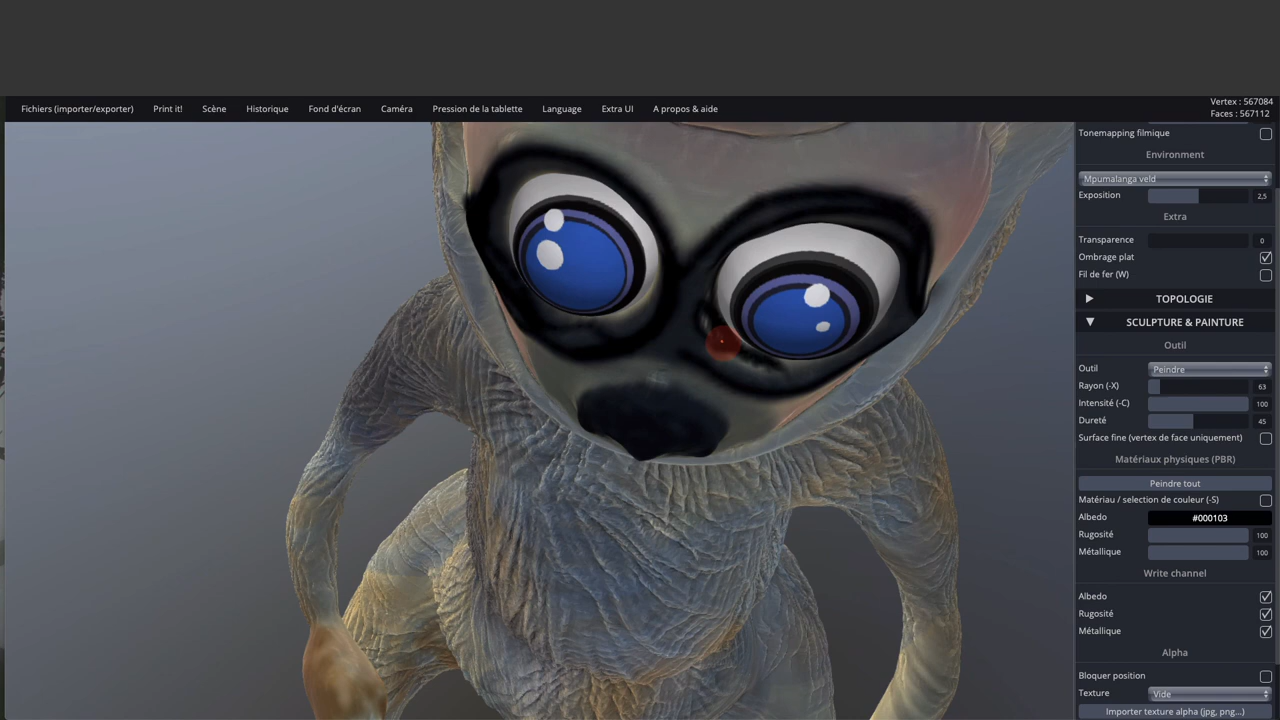 Fichiers (importer/exporter) Print it! Scène Historique Fond d'écran Caméra Pression de la tablette Language Extra UI A propos & aide
Vertex : 567084
Faces : 567112
Tonemapping filmique
Environment
Mpumalanga veld
Exposition 2,5
Extra
Transparence 0
Ombrage plat
Fil de fer (W)
TOPOLOGIE
SCULPTURE & PAINTURE
Outil
Outil Peindre
Rayon (-X) 63
Intensité (-C) 100
Dureté 45
Surface fine (vertex de face uniquement)
Matériaux physiques (PBR)
Peindre tout
Matériau / selection de couleur (-S)
Albedo #000103
Rugosité 100
Métallique 100
Write channel
Albedo
Rugosité
Métallique
Alpha
Bloquer position
Texture Vide
Importer texture alpha (jpg, png...)